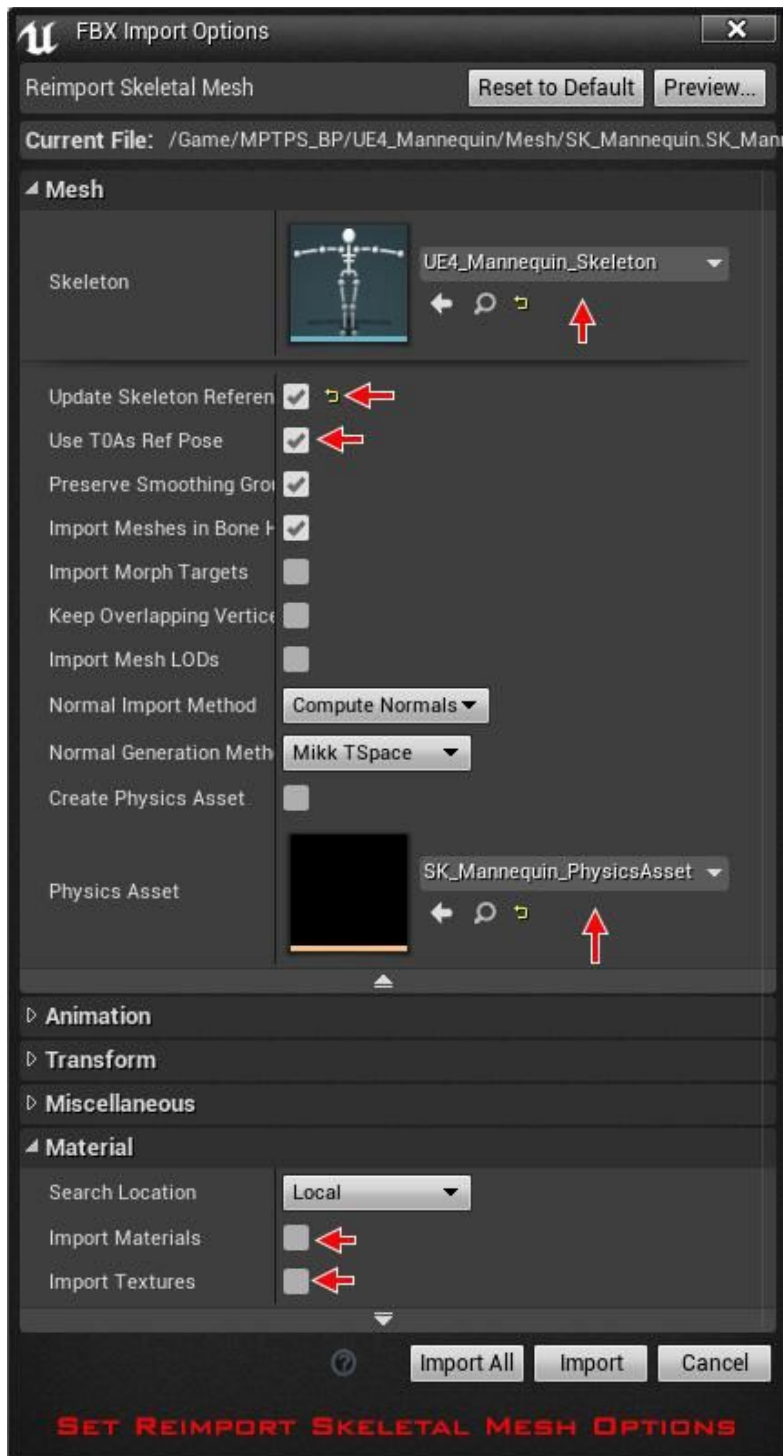 FBX Import Options
Reimport Skeletal Mesh Reset to Default Preview...
Current File: /Game/MPTPS_BP/UE4_Mannequin/Mesh/SK_Mannequin.SK_Man
Mesh
Skeleton UE4_Mannequin_Skeleton
Update Skeleton Referen
Use T0As Ref Pose
Preserve Smoothing Grou
Import Meshes in Bone H
Import Morph Targets
Keep Overlapping Vertice
Import Mesh LODs
Normal Import Method Compute Normals
Normal Generation Meth Mikk TSpace
Create Physics Asset
Physics Asset SK_Mannequin_PhysicsAsset
Animation
Transform
Miscellaneous
Material
Search Location Local
Import Materials
Import Textures
Import All Import Cancel
SET REIMPORT SKELETAL MESH OPTIONS